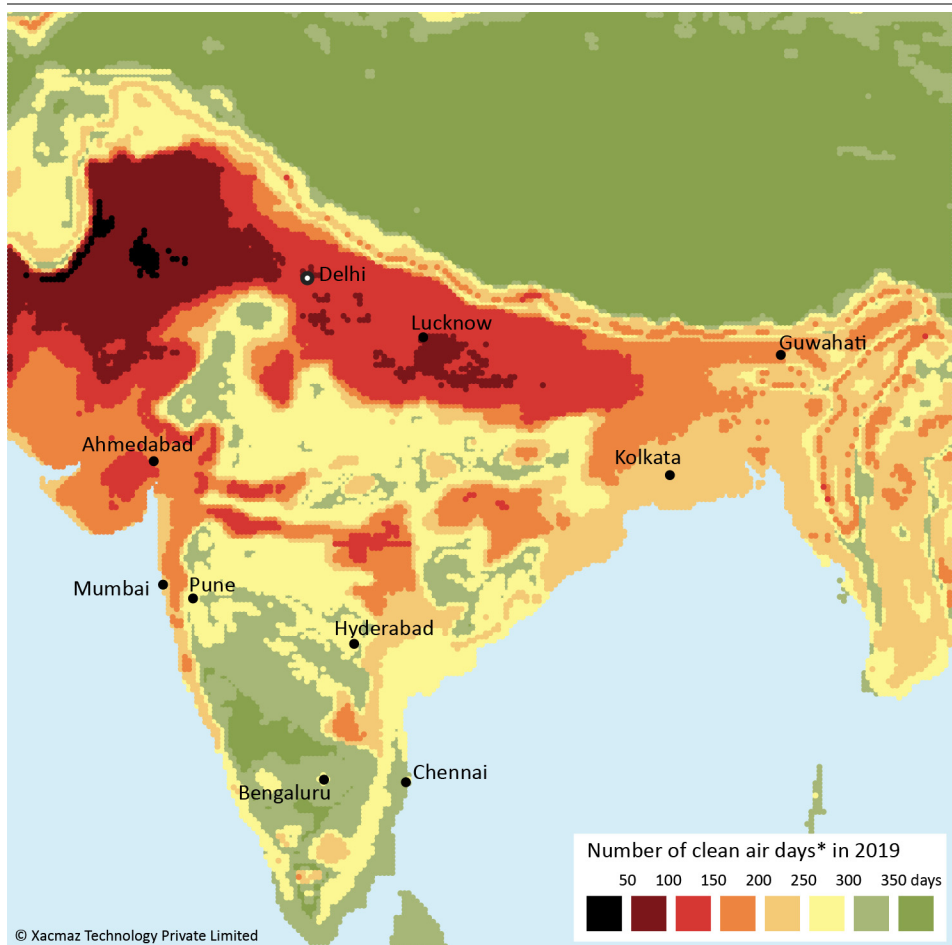 Delhi
Lucknow
Guwahati
Ahmedabad
Kolkata
Mumbai
Pune
Hyderabad
Bengaluru
Chennai
Number of clean air days* in 2019
50 100 150 200 250 300 350 days
© Xacmaz Technology Private Limited